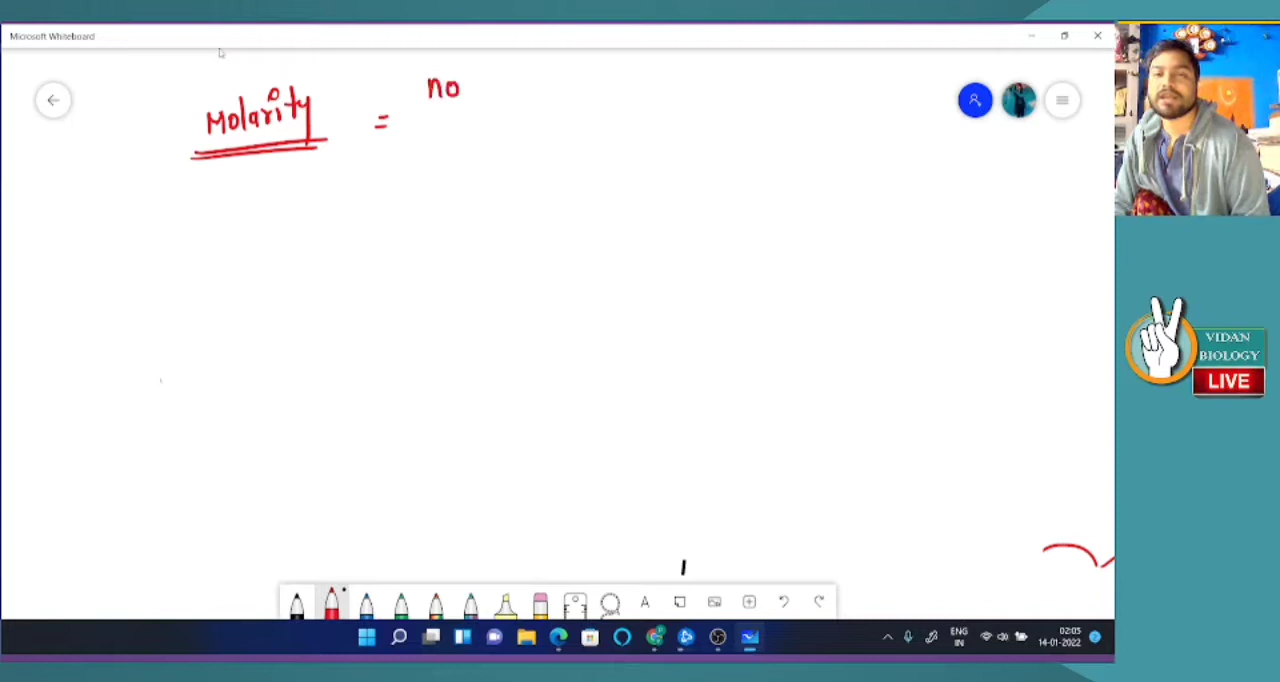 Microsoft Whiteboard
Molarity = no
VIDAN
BIOLOGY
LIVE
A
ENG
IN
02:05
14-01-2022